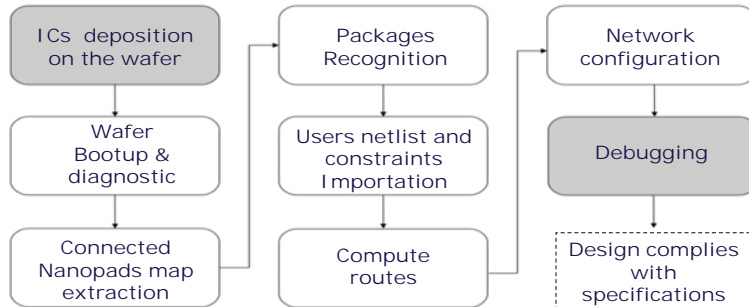 ICs deposition
on the wafer
Wafer
Bootup &
diagnostic
Connected
Nanopads map
extraction
Packages
Recognition
Users netlist and
constraints
Importation
Compute
routes
Network
configuration
Debugging
Design complies
with
specifications